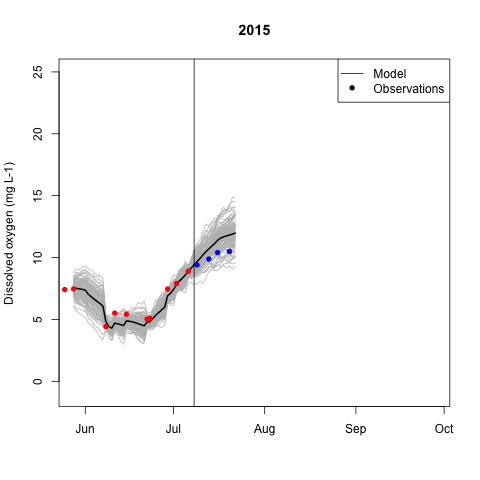 2015
Model
Observations
Dissolved oxygen (mg L-1)
25
20
15
10
5
0
Jun
Jul
Aug
Sep
Oct